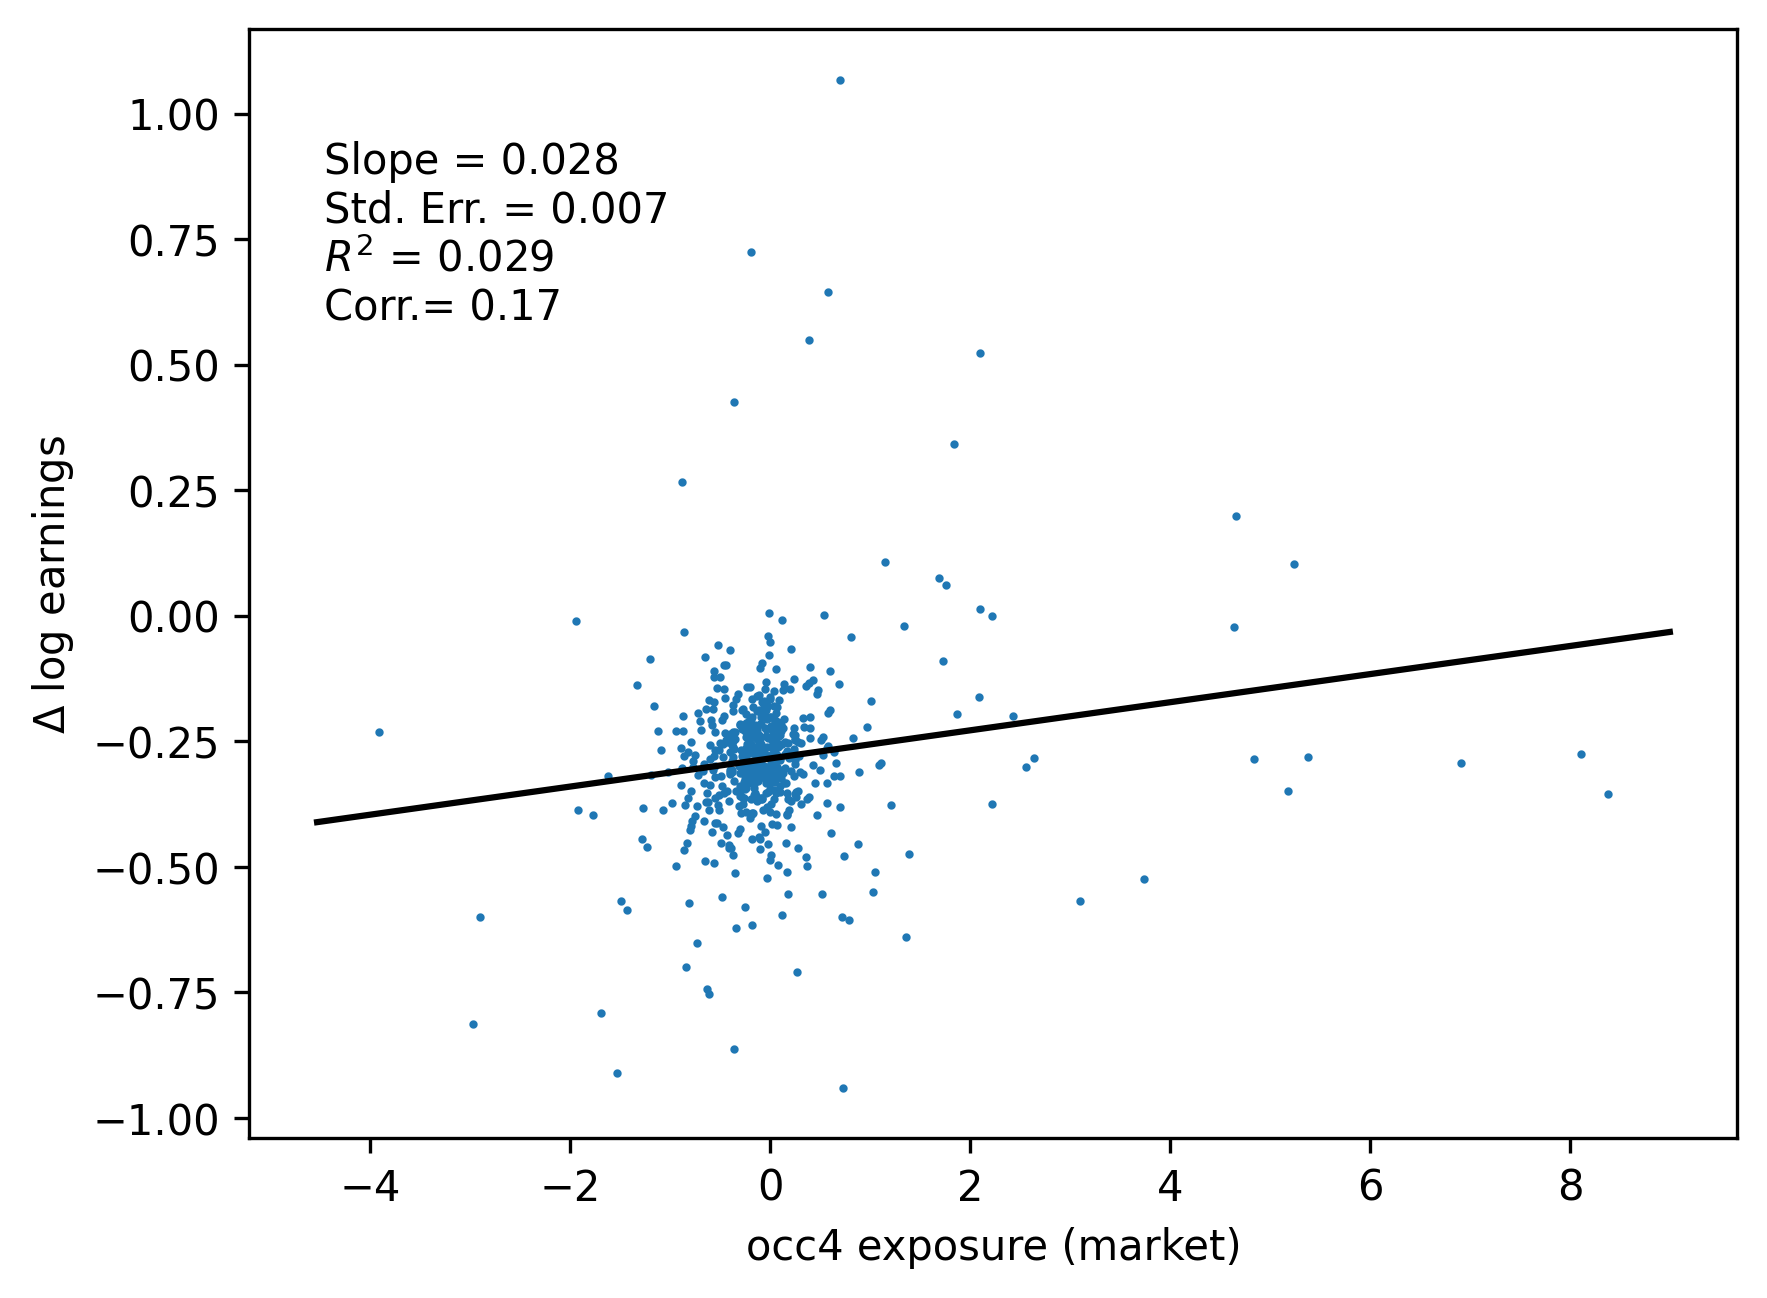 1.00
0.75
0.50
0.25
0.00
−0.25
−0.50
−0.75
−1.00
Δ log earnings
Slope = 0.028
Std. Err. = 0.007
R² = 0.029
Corr.= 0.17
−4 −2 0 2 4 6 8
occ4 exposure (market)